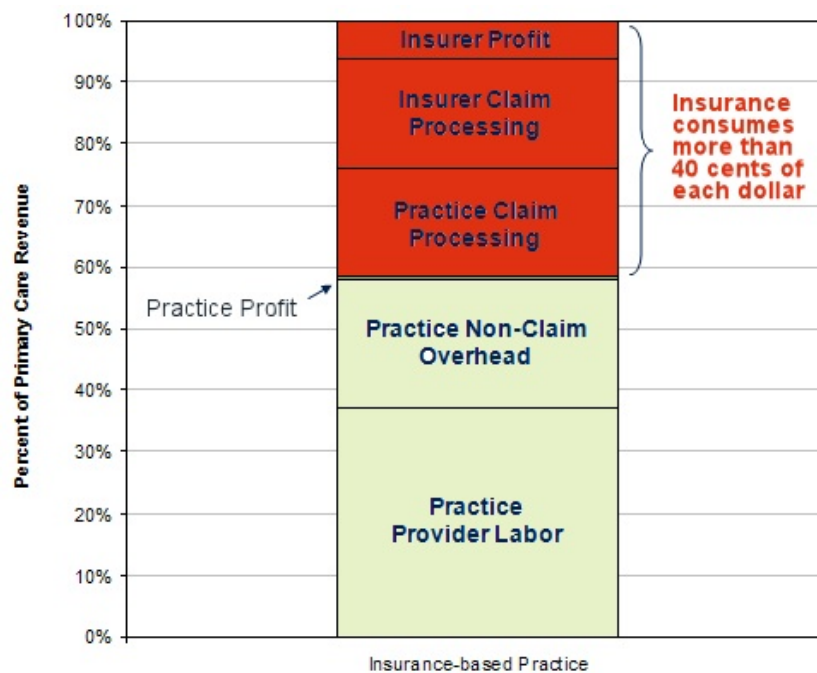 100%
90%
80%
70%
60%
50%
40%
30%
20%
10%
0%
Percent of Primary Care Revenue
Insurer Profit
Insurer Claim
Processing
Practice Claim
Processing
Practice Profit
Practice Non-Claim
Overhead
Practice
Provider Labor
Insurance
consumes
more than
40 cents of
each dollar
Insurance-based Practice